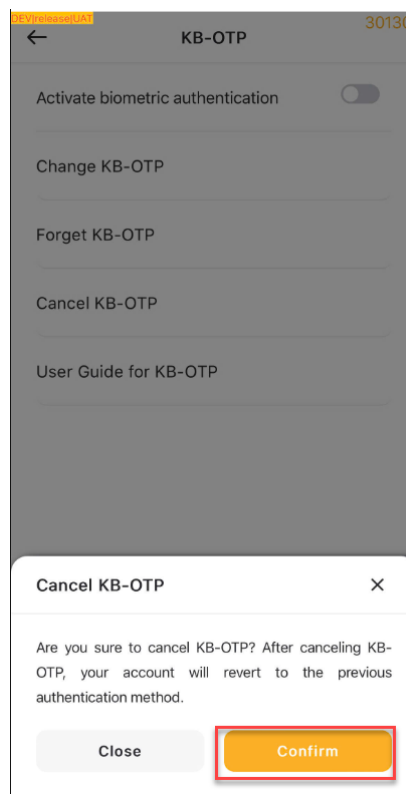 DEV|release|UAT
30130
KB-OTP
Activate biometric authentication
Change KB-OTP
Forget KB-OTP
Cancel KB-OTP
User Guide for KB-OTP
Cancel KB-OTP
Are you sure to cancel KB-OTP? After canceling KB-
OTP, your account will revert to the previous
authentication method.
Close
Confirm